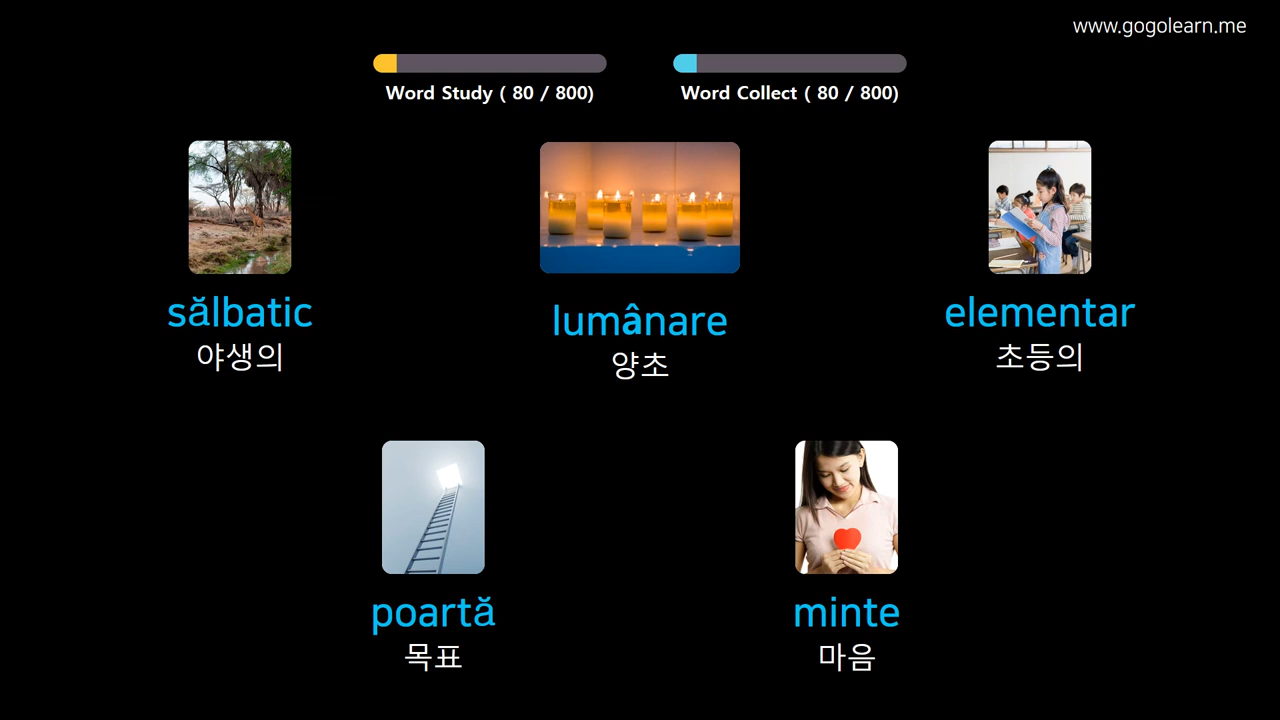 www.gogolearn.me
Word Study ( 80 / 800)
Word Collect ( 80 / 800)
sălbatic
야생의
lumânare
양초
elementar
초등의
poartă
목표
minte
마음